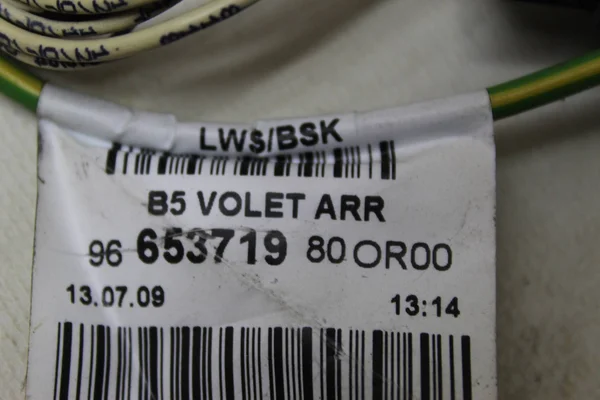 LWS/BSK
B5 VOLET ARR
96 653719 80 OR00
13.07.09 13:14